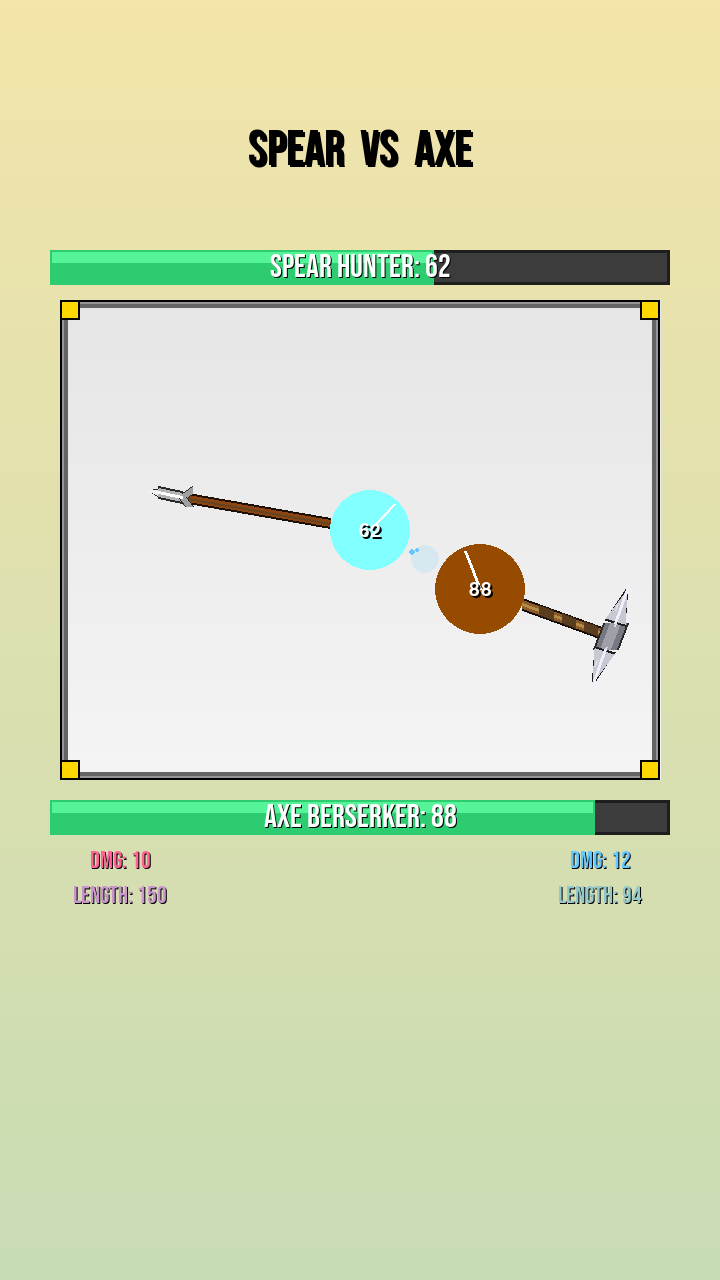 SPEAR VS AXE
SPEAR HUNTER: 62
62
88
AXE BERSERKER: 88
DMG: 10
DMG: 12
LENGTH: 150
LENGTH: 94